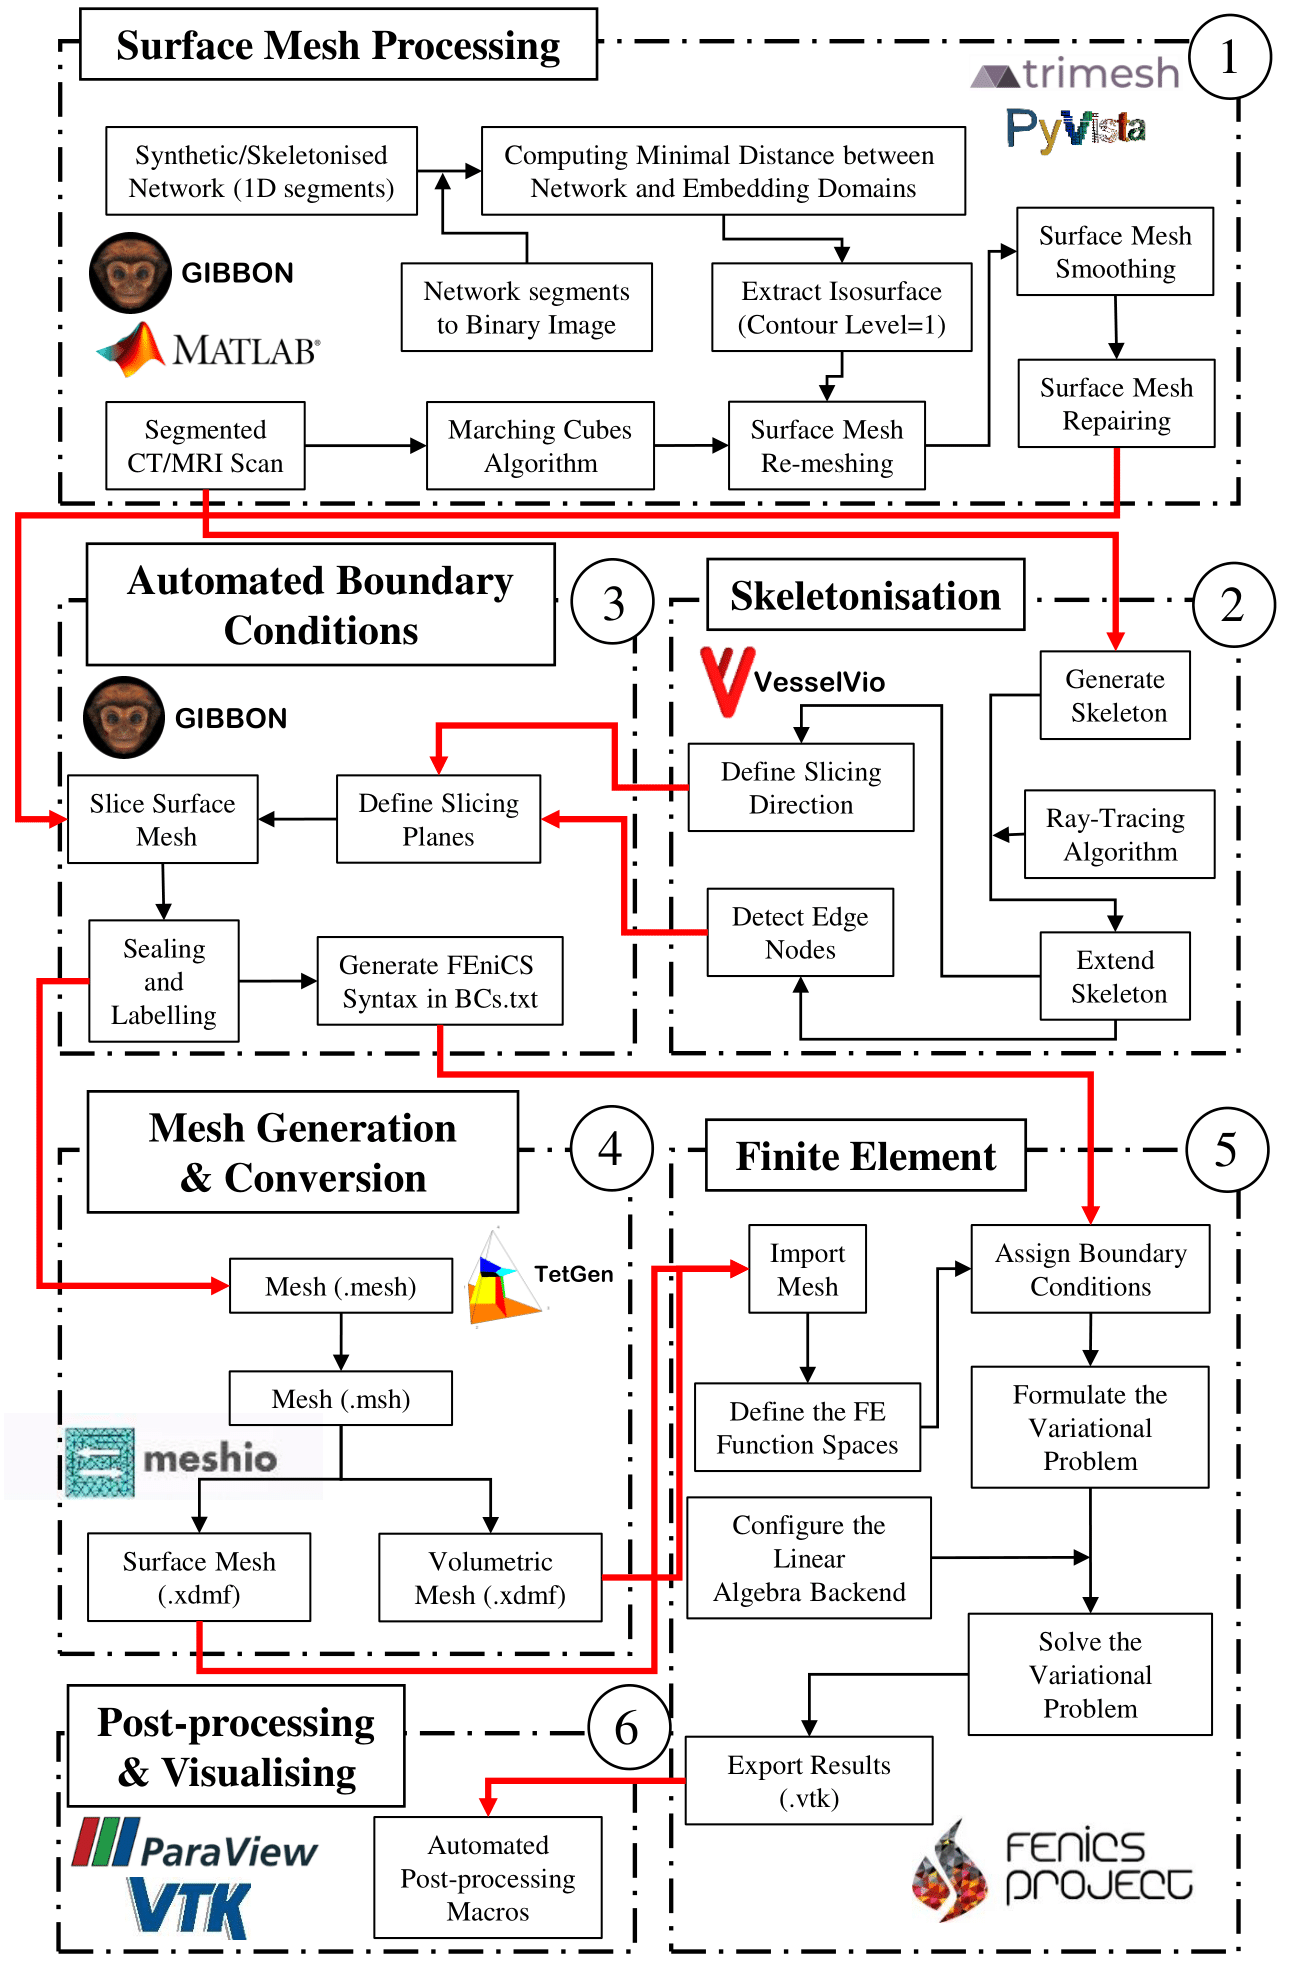 Surface Mesh Processing
1
trimesh
PyVista
Synthetic/Skeletonised
Network (1D segments)
Computing Minimal Distance between
Network and Embedding Domains
GIBBON
MATLAB®
Network segments
to Binary Image
Extract Isosurface
(Contour Level=1)
Surface Mesh
Smoothing
Surface Mesh
Repairing
Segmented
CT/MRI Scan
Marching Cubes
Algorithm
Surface Mesh
Re-meshing
Automated Boundary
Conditions
3
GIBBON
Slice Surface
Mesh
Define Slicing
Planes
Sealing
and
Labelling
Generate FEniCS
Syntax in BCs.txt
Skeletonisation
2
VesselVio
Generate
Skeleton
Define Slicing
Direction
Ray-Tracing
Algorithm
Detect Edge
Nodes
Extend
Skeleton
Mesh Generation
& Conversion
4
Mesh (.mesh)
TetGen
Mesh (.msh)
meshio
Surface Mesh
(.xdmf)
Volumetric
Mesh (.xdmf)
Finite Element
5
Import
Mesh
Assign Boundary
Conditions
Define the FE
Function Spaces
Formulate the
Variational
Problem
Configure the
Linear
Algebra Backend
Solve the
Variational
Problem
Export Results
(.vtk)
FENICS
PROJECT
Post-processing
& Visualising
6
ParaView
VTK
Automated
Post-processing
Macros